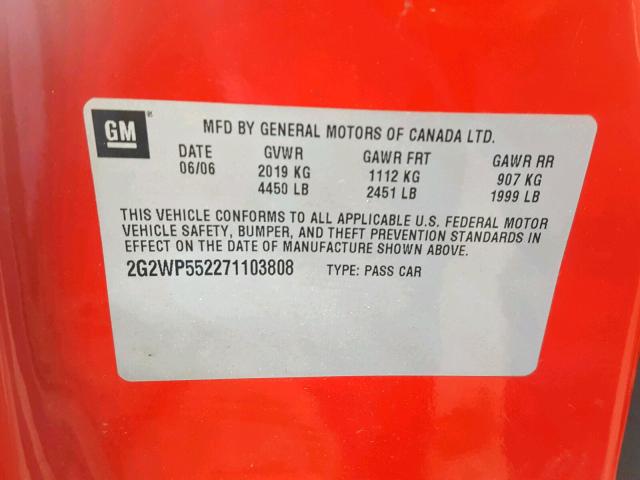 GM
MFD BY GENERAL MOTORS OF CANADA LTD.
DATE GVWR GAWR FRT GAWR RR
06/06 2019 KG 1112 KG 907 KG
4450 LB 2451 LB 1999 LB
THIS VEHICLE CONFORMS TO ALL APPLICABLE U.S. FEDERAL MOTOR
VEHICLE SAFETY, BUMPER, AND THEFT PREVENTION STANDARDS IN
EFFECT ON THE DATE OF MANUFACTURE SHOWN ABOVE.
2G2WP552271103808 TYPE: PASS CAR